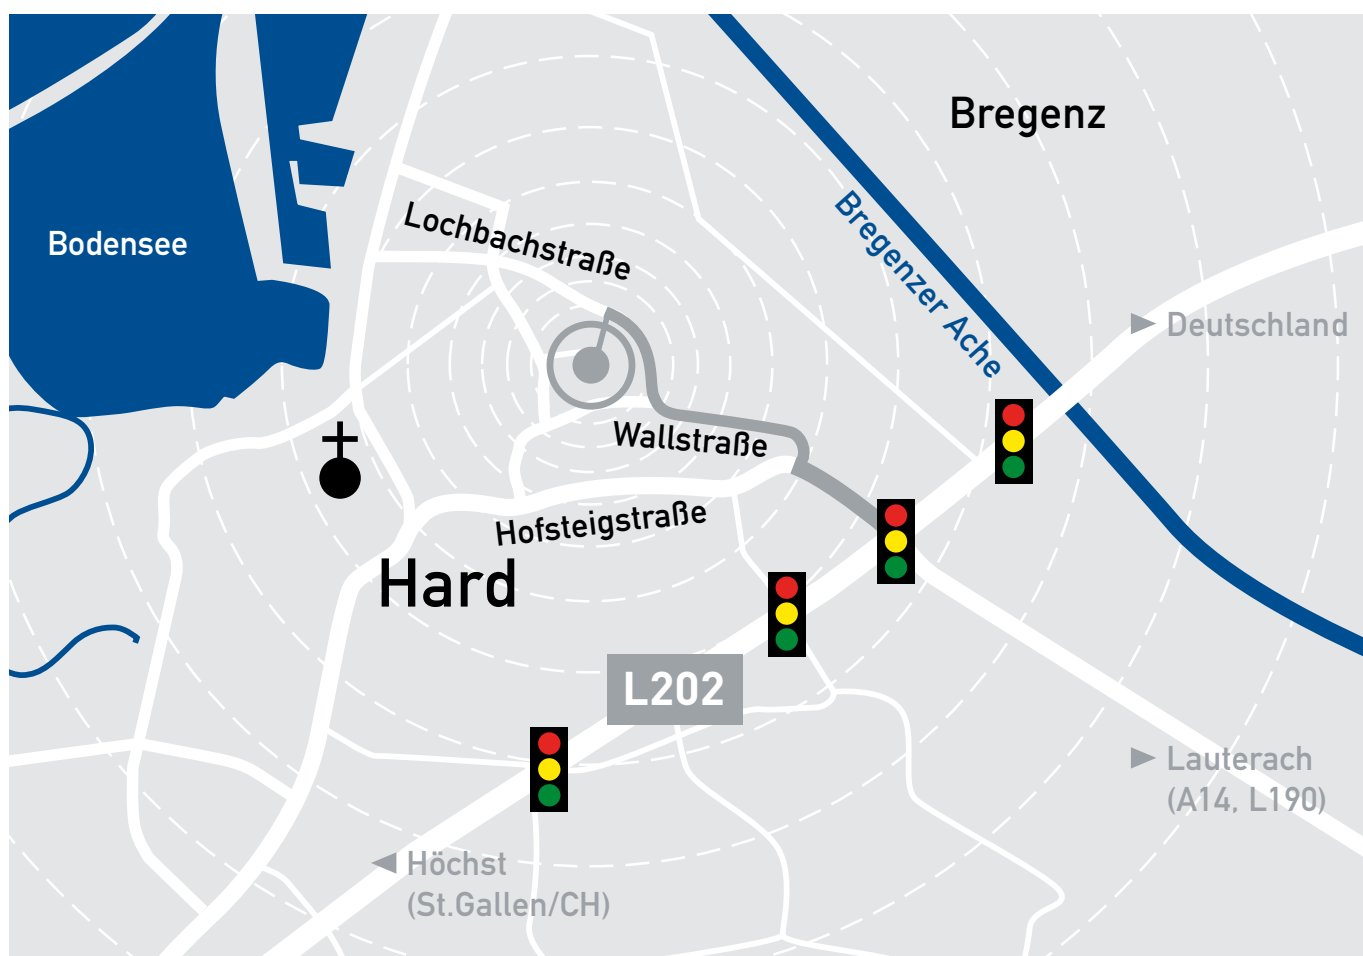 Bregenz
Bodensee
Lochbachstraße
Bregenzer Ache
Deutschland
Wallstraße
Hofsteigstraße
Hard
L202
Lauterach
(A14, L190)
Höchst
(St.Gallen/CH)